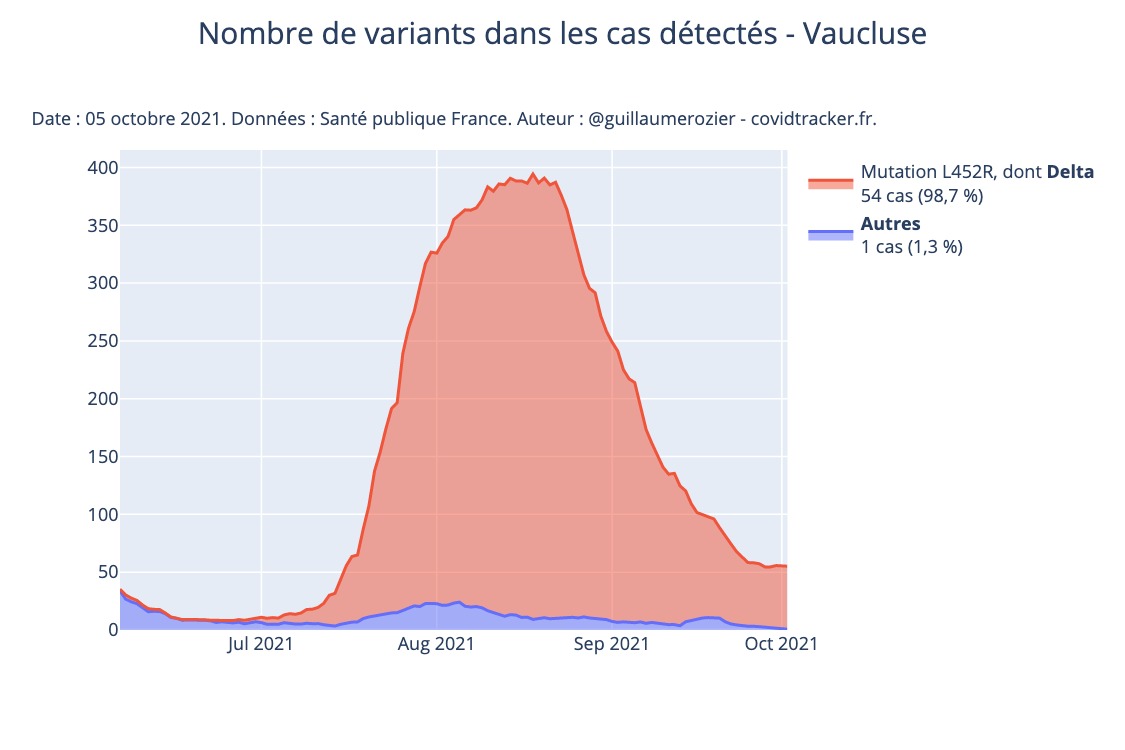 Nombre de variants dans les cas détectés - Vaucluse
Date : 05 octobre 2021. Données : Santé publique France. Auteur : @guillaumerozier - covidtracker.fr.
400
350
300
250
200
150
100
50
0
Jul 2021
Aug 2021
Sep 2021
Oct 2021
Mutation L452R, dont Delta
54 cas (98,7 %)
Autres
1 cas (1,3 %)